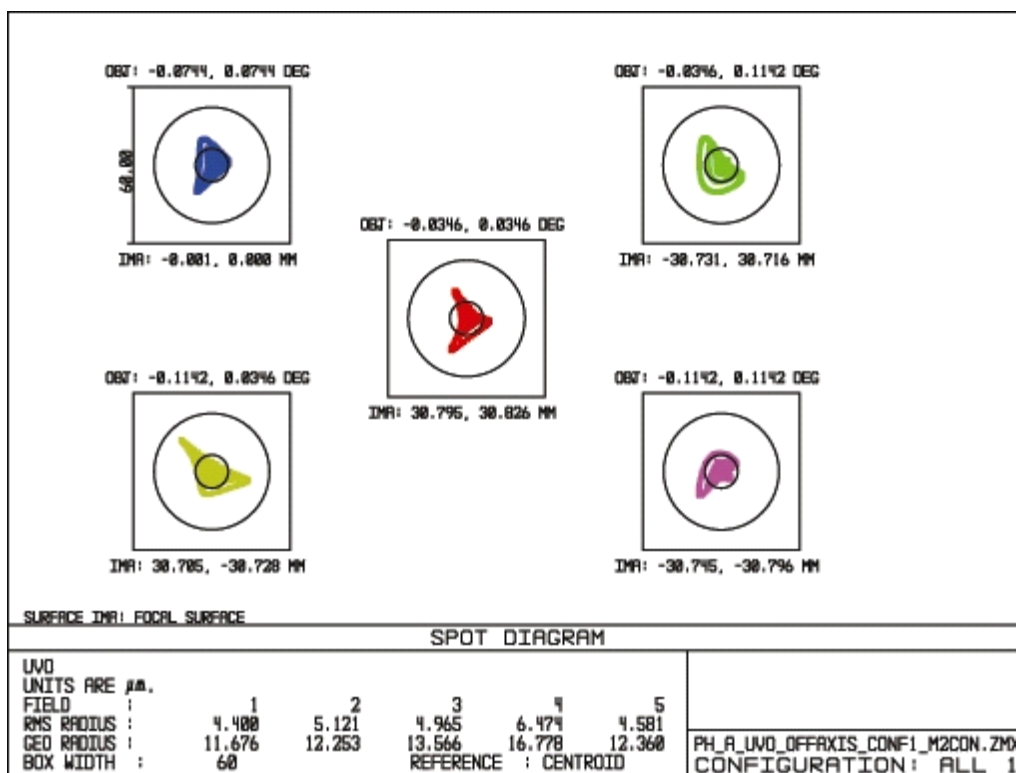 OBJ: -0.0744, 0.0744 DEG
OBJ: -0.0346, 0.1142 DEG
60.00
IMA: -0.001, 0.000 MM
IMA: -30.731, 30.716 MM
OBJ: -0.0346, 0.0346 DEG
IMA: 30.795, 30.826 MM
OBJ: -0.1142, 0.0346 DEG
OBJ: -0.1142, 0.1142 DEG
IMA: 30.705, -30.728 MM
IMA: -30.745, -30.796 MM
SURFACE IMA: FOCAL SURFACE
SPOT DIAGRAM
UVO
UNITS ARE µm.
FIELD : 1 2 3 4 5
RMS RADIUS : 4.400 5.121 4.965 6.474 4.581
GEO RADIUS : 11.676 12.253 13.566 16.778 12.360
BOX WIDTH : 60 REFERENCE : CENTROID
PH_A_UVO_OFFAXIS_CONF1_M2CON.ZMX
CONFIGURATION: ALL 1